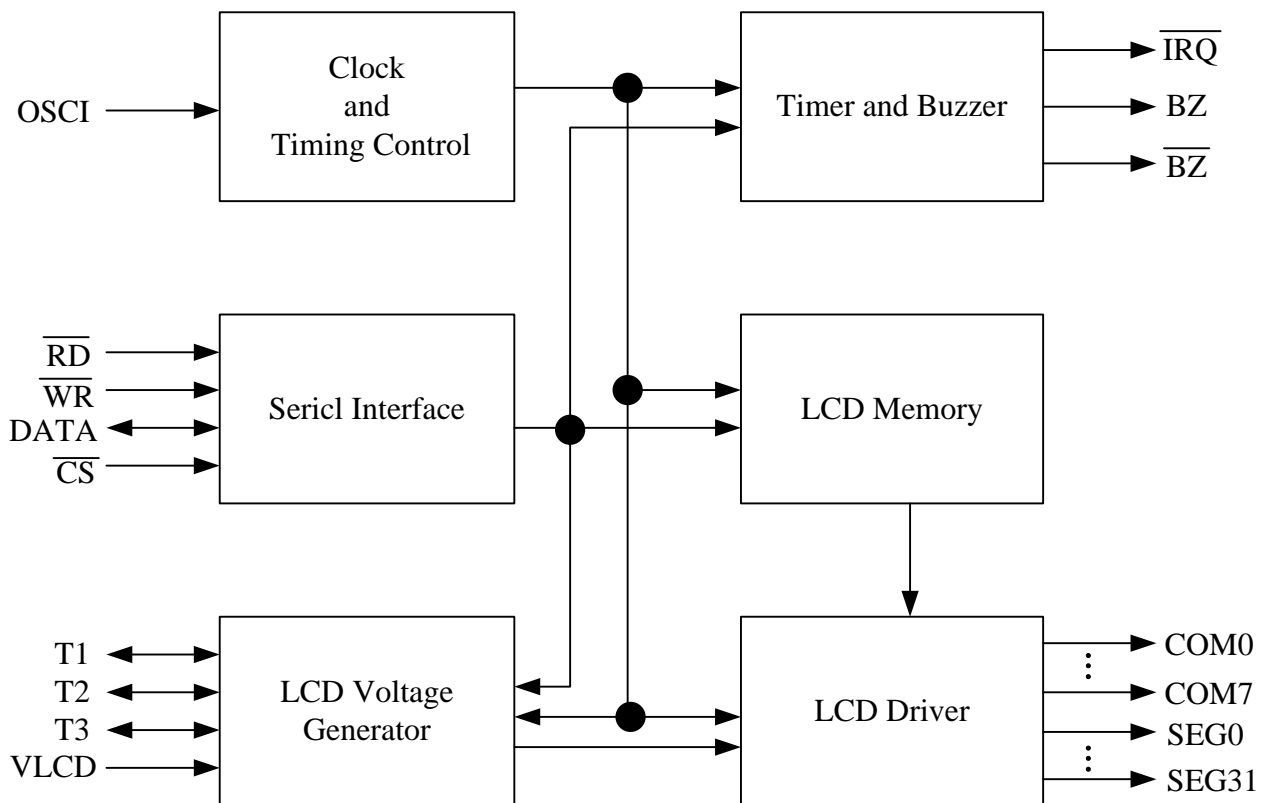 OSCI
Clock
and
Timing Control
Timer and Buzzer
IRQ
BZ
BZ
RD
WR
DATA
CS
Sericl Interface
LCD Memory
T1
T2
T3
VLCD
LCD Voltage
Generator
LCD Driver
COM0
COM7
SEG0
SEG31